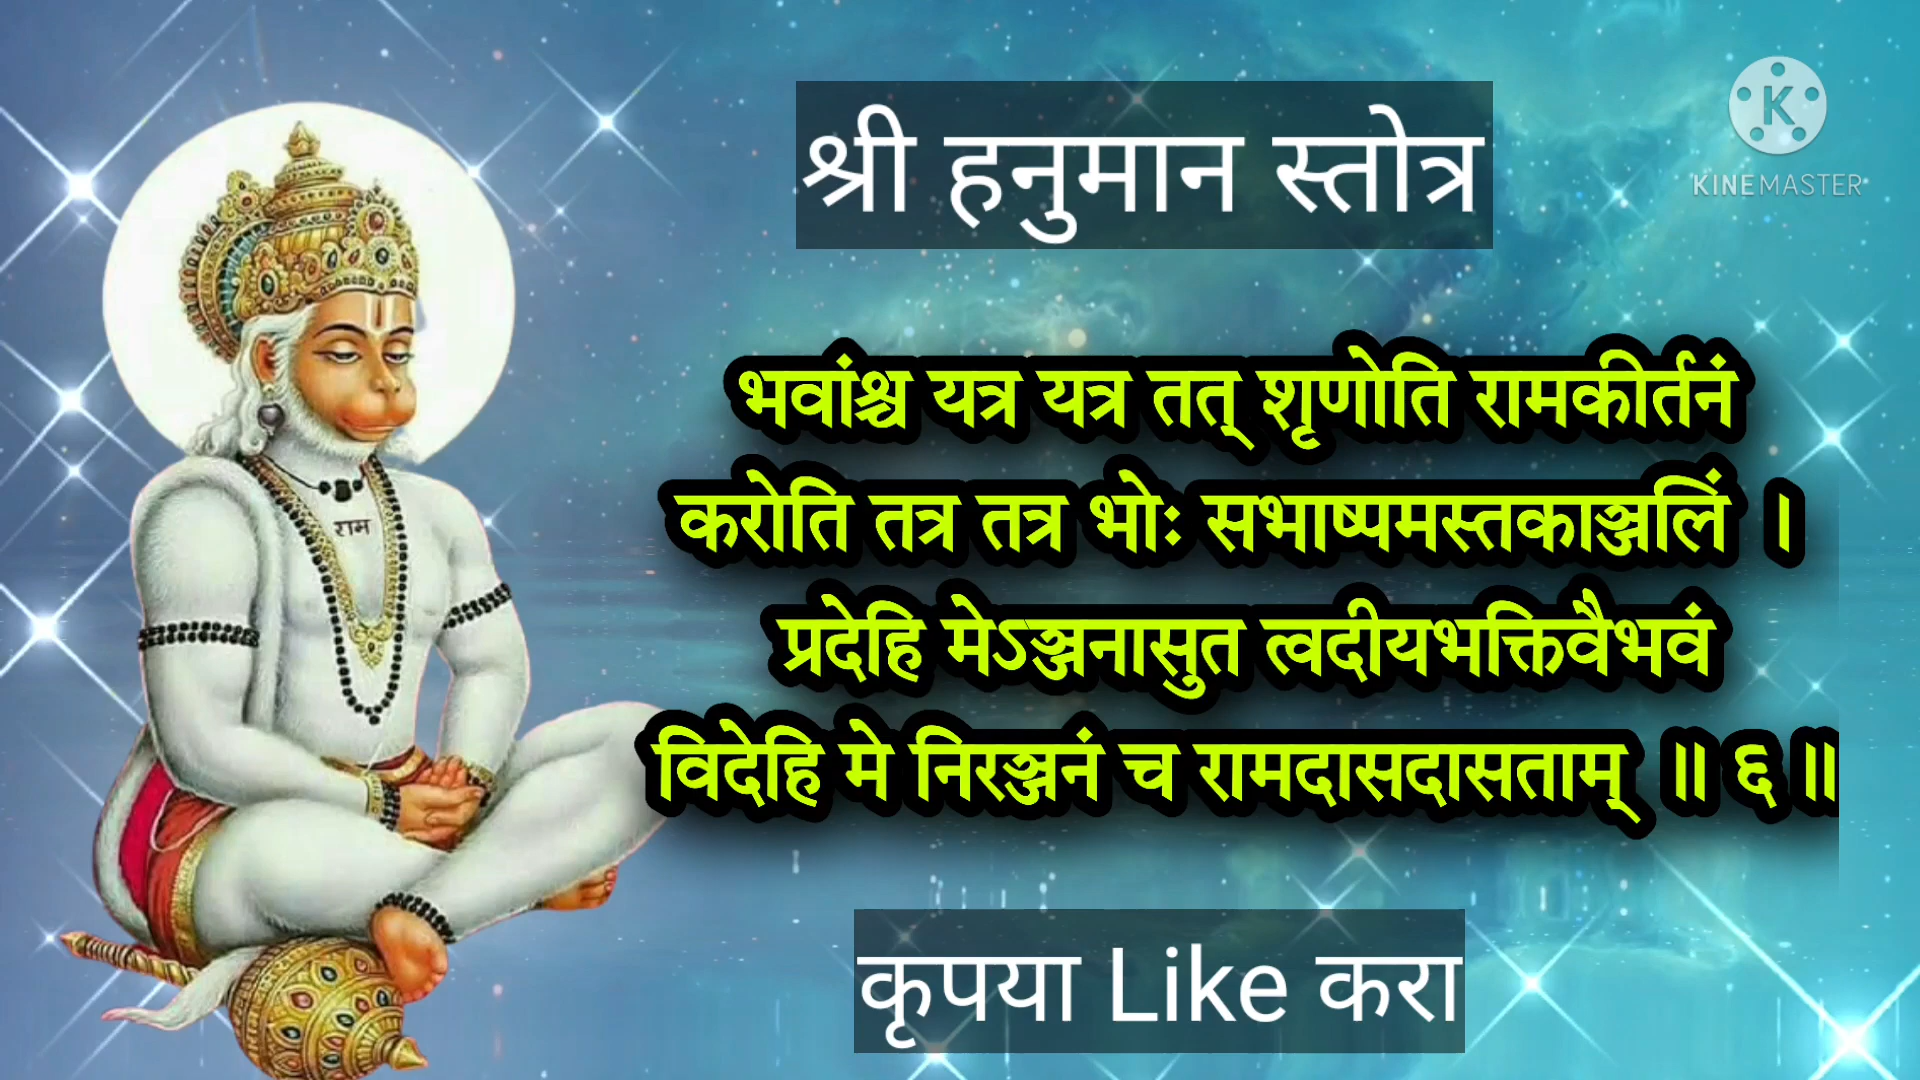 श्री हनुमान स्तोत्र
KINEMASTER
भवांश्च यत्र यत्र तत् शृणोति रामकीर्तनं
करोति तत्र तत्र भोः सभाष्पमस्तकाञ्जलिं ।
राम
प्रदेहि मेऽञ्जनासुत त्वदीयभक्तिवैभवं
विदेहि मे निरञ्जनं च रामदासदासताम् ॥ ६ ॥
कृपया Like करा